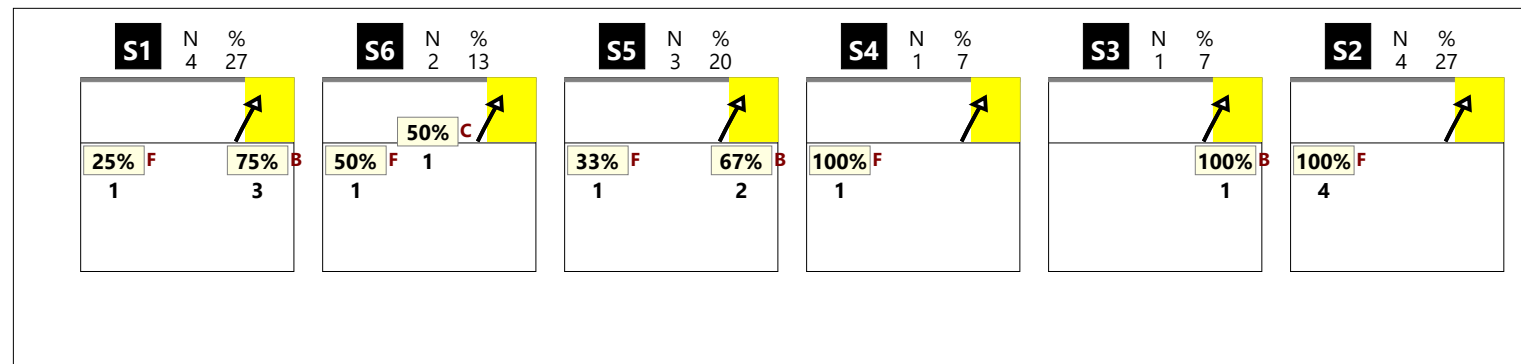 S1 N % S6 N % S5 N % S4 N % S3 N % S2 N %
4 27 2 13 3 20 1 7 1 7 4 27
50% C
25% F 75% B 50% F 1 33% F 67% B 100% F 100% B 100% F
1 3 1 1 2 1 1 4